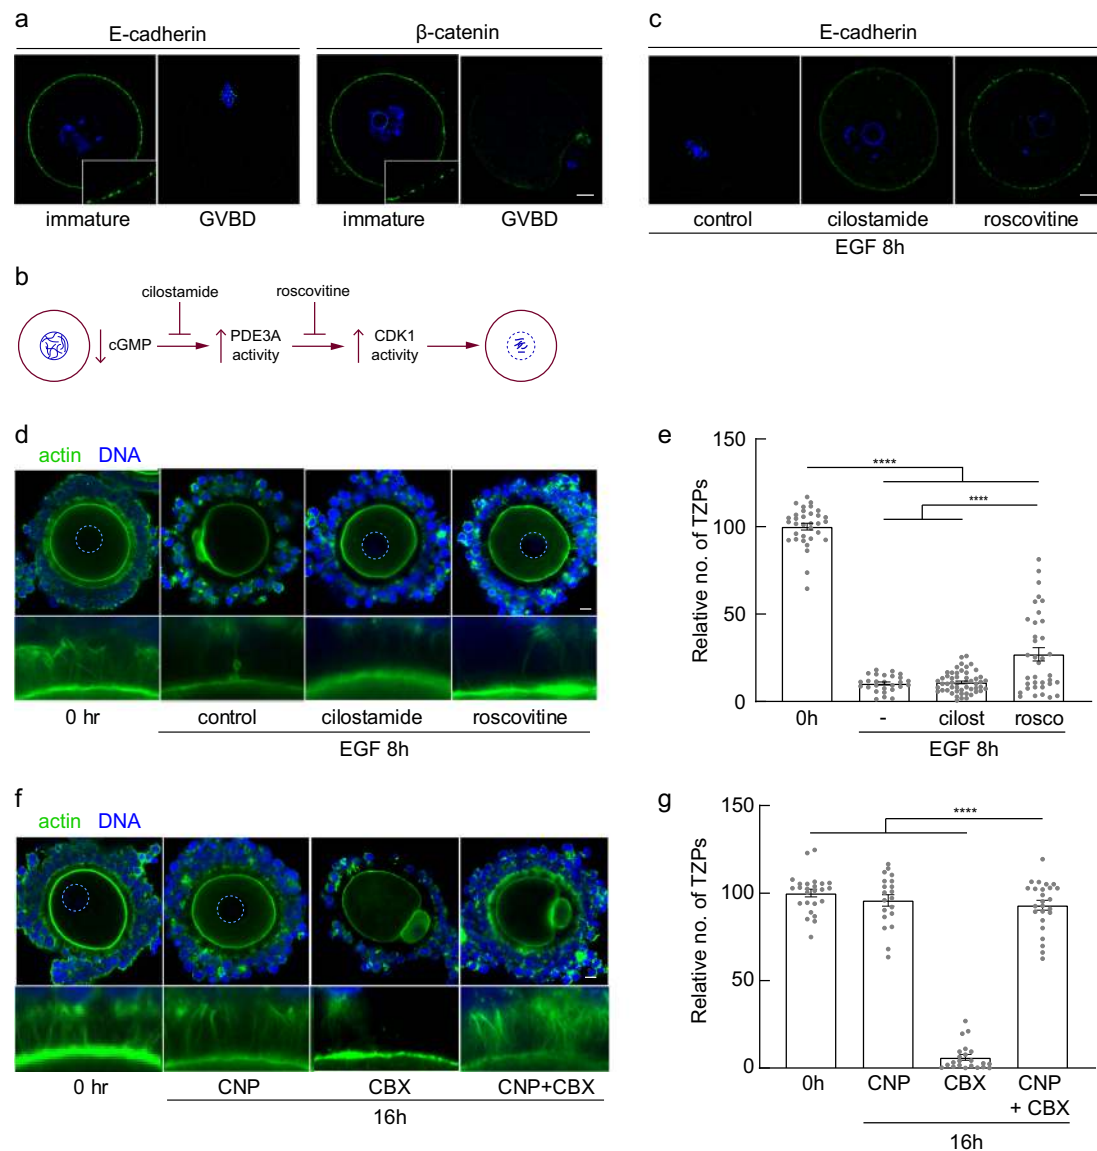 a
E-cadherin
β-catenin
immature
GVBD
immature
GVBD
c
E-cadherin
control
cilostamide
roscovitine
EGF 8h
b
cilostamide
roscovitine
cGMP
PDE3A
activity
CDK1
activity
d
actin DNA
0 hr
control
cilostamide
roscovitine
EGF 8h
e
150
100
50
0
Relative no. of TZPs
****
****
0h
-
cilost
rosco
EGF 8h
f
actin DNA
0 hr
CNP
CBX
CNP+CBX
16h
g
150
100
50
0
Relative no. of TZPs
****
0h
CNP
CBX
CNP
+ CBX
16h